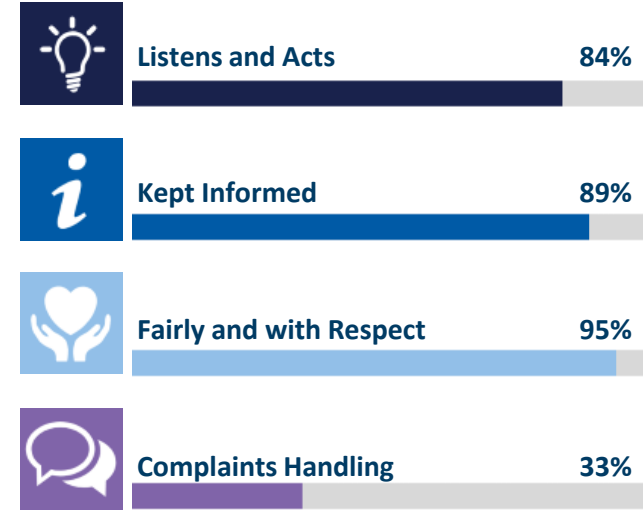 Listens and Acts 84%
Kept Informed 89%
Fairly and with Respect 95%
Complaints Handling 33%